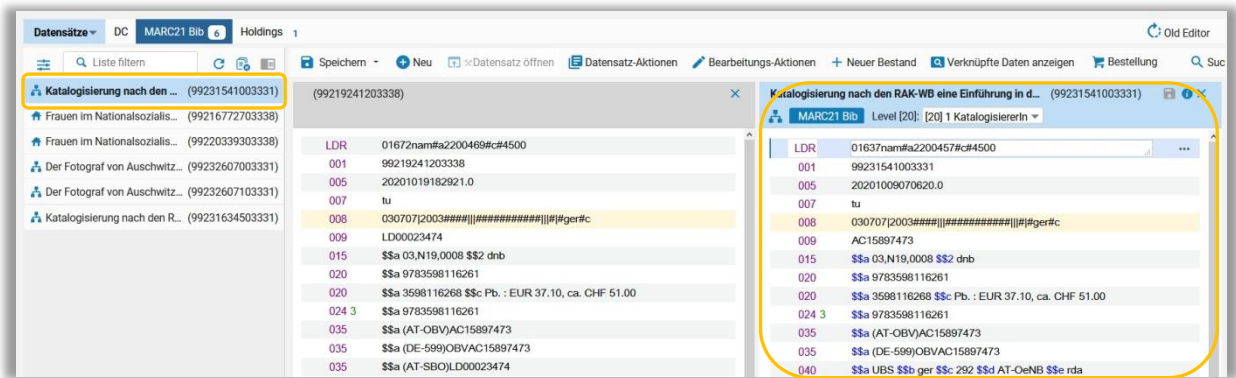 Datensätze DC MARC21 Bib 6 Holdings 1 Old Editor
Liste filtern Speichern Neu Datensatz öffnen Datensatz-Aktionen Bearbeitungs-Aktionen Neuer Bestand Verknüpfte Daten anzeigen Bestellung Suc
Katalogisierung nach den ... (99231541003331)
Frauen im Nationalsozialis... (99216772703338)
Frauen im Nationalsozialis... (99220339303338)
Der Fotograf von Auschwitz... (99232607003331)
Der Fotograf von Auschwitz... (99232607103331)
Katalogisierung nach den R... (99231634503331)
(99219241203338)
LDR 01672nam#a2200469#c#4500
001 99219241203338
005 20201019182921.0
007 tu
008 030707|2003####|||###########|||#|#ger#c
009 LD00023474
015 $$a 03,N19,0008 $$2 dnb
020 $$a 9783598116261
020 $$a 3598116268 $$c Pb. : EUR 37.10, ca. CHF 51.00
024 3 $$a 9783598116261
035 $$a (AT-OBV)AC15897473
035 $$a (DE-599)OBVAC15897473
035 $$a (AT-SBO)LD00023474
Katalogisierung nach den RAK-WB eine Einführung in d... (99231541003331)
MARC21 Bib Level [20]: [20] 1 KatalogisiererIn
LDR 01637nam#a2200457#c#4500 ...
001 99231541003331
005 20201009070620.0
007 tu
008 030707|2003####|||###########|||#|#ger#c
009 AC15897473
015 $$a 03,N19,0008 $$2 dnb
020 $$a 9783598116261
020 $$a 3598116268 $$c Pb. : EUR 37.10, ca. CHF 51.00
024 3 $$a 9783598116261
035 $$a (AT-OBV)AC15897473
035 $$a (DE-599)OBVAC15897473
040 $$a UBS $$b ger $$c 292 $$d AT-OeNB $$e rda